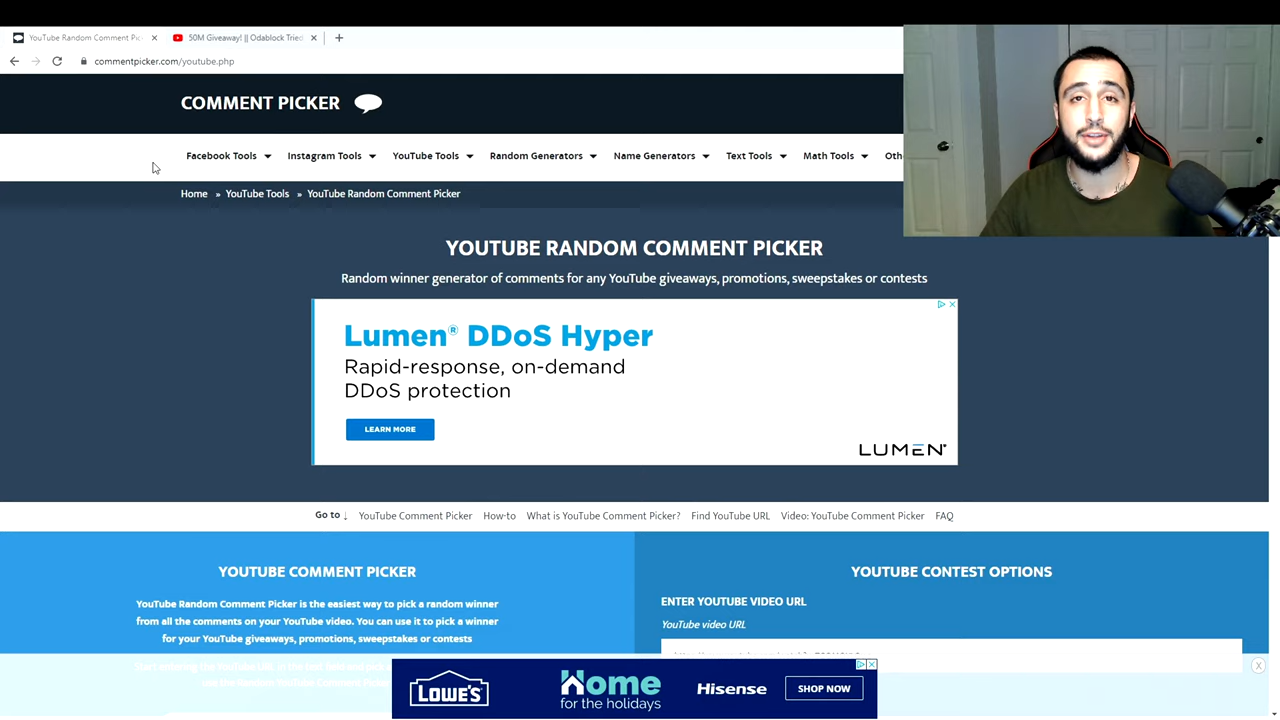 YouTube Random Comment Pic
50M Giveaway! || Odablock Tried
commentpicker.com/youtube.php
COMMENT PICKER
Facebook Tools
Instagram Tools
YouTube Tools
Random Generators
Name Generators
Text Tools
Math Tools
Oth
Home » YouTube Tools » YouTube Random Comment Picker
YOUTUBE RANDOM COMMENT PICKER
Random winner generator of comments for any YouTube giveaways, promotions, sweepstakes or contests
Lumen® DDoS Hyper
Rapid-response, on-demand
DDoS protection
LEARN MORE
LUMEN®
Go to ↓ YouTube Comment Picker How-to What is YouTube Comment Picker? Find YouTube URL Video: YouTube Comment Picker FAQ
YOUTUBE COMMENT PICKER
YouTube Random Comment Picker is the easiest way to pick a random winner
from all the comments on your YouTube video. You can use it to pick a winner
for your YouTube giveaways, promotions, sweepstakes or contests
YOUTUBE CONTEST OPTIONS
ENTER YOUTUBE VIDEO URL
YouTube video URL
LOWE'S
Home
for the holidays
Hisense
SHOP NOW